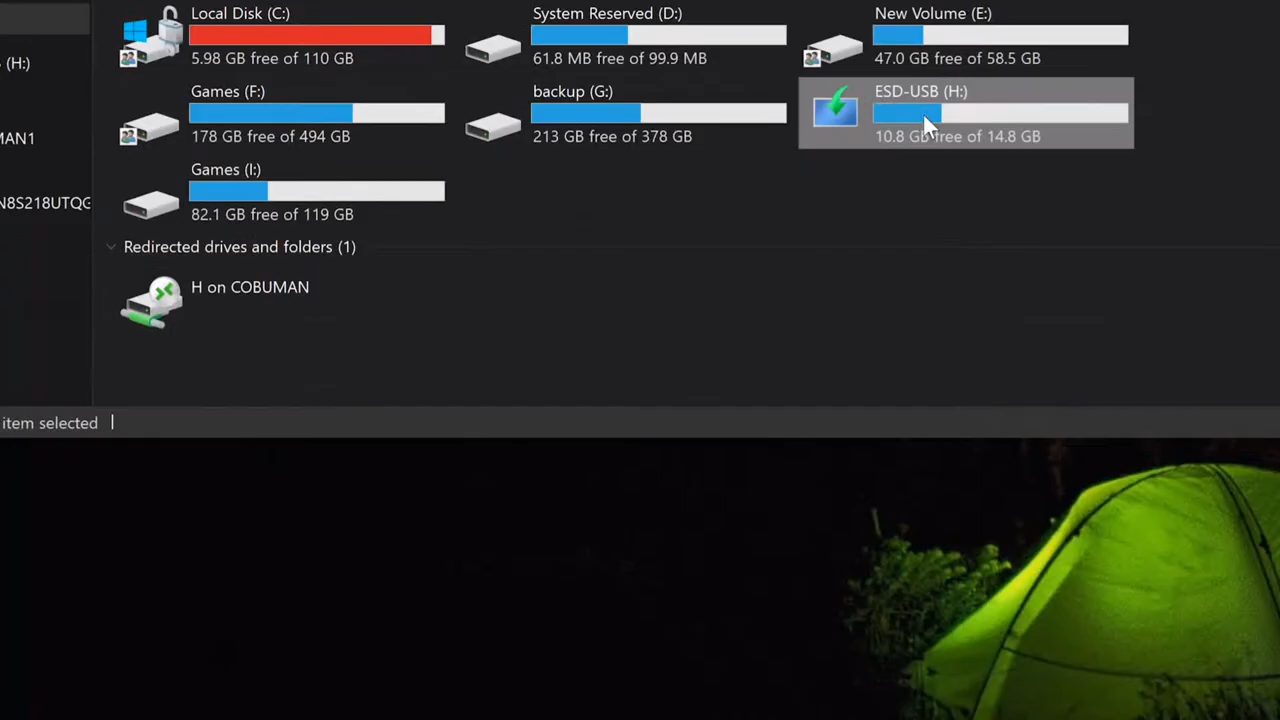 Local Disk (C:)
5.98 GB free of 110 GB
System Reserved (D:)
61.8 MB free of 99.9 MB
New Volume (E:)
47.0 GB free of 58.5 GB
(H:)
Games (F:)
178 GB free of 494 GB
backup (G:)
213 GB free of 378 GB
ESD-USB (H:)
10.8 GB free of 14.8 GB
MAN1
Games (I:)
82.1 GB free of 119 GB
N8S218UTQG
Redirected drives and folders (1)
H on COBUMAN
item selected